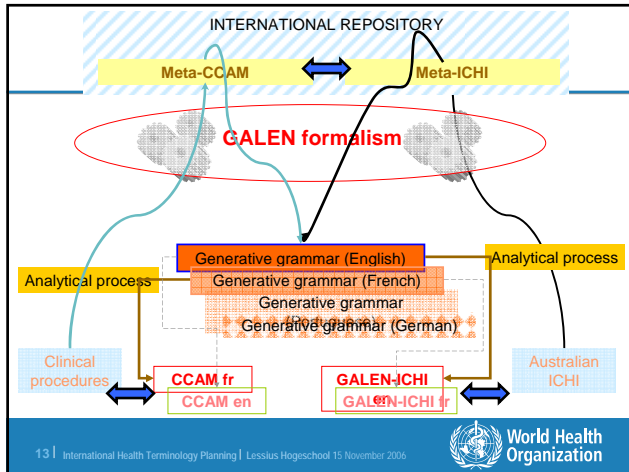 INTERNATIONAL REPOSITORY
Meta-CCAM
Meta-ICHI
GALEN formalism
Generative grammar (English)
Analytical process
Analytical process
Generative grammar (French)
Generative grammar
(Portuguese)
Generative grammar (German)
Clinical
procedures
CCAM fr
CCAM en
GALEN-ICHI
en
GALEN-ICHI fr
Australian
ICHI
13 | International Health Terminology Planning | Lessius Hogeschool 15 November 2006
World Health
Organization